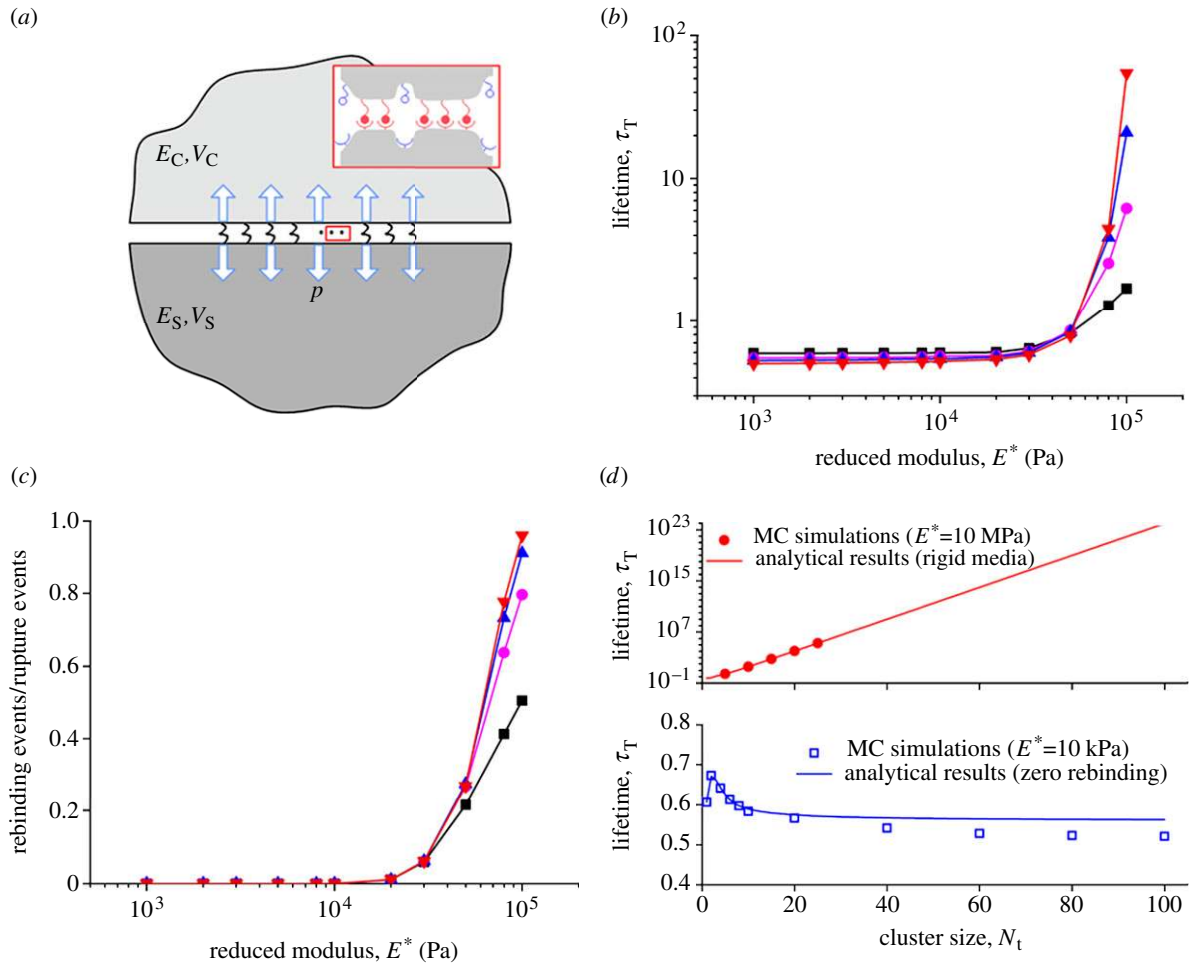 (a)
E_C, V_C
E_S, V_S
p
(b)
10^2
10
1
lifetime, τ_T
10^3
10^4
10^5
reduced modulus, E* (Pa)
(c)
1.0
0.8
0.6
0.4
0.2
0
rebinding events/rupture events
10^3
10^4
10^5
reduced modulus, E* (Pa)
(d)
10^23
10^15
10^7
10^-1
lifetime, τ_T
MC simulations (E*=10 MPa)
analytical results (rigid media)
0.8
0.7
0.6
0.5
0.4
lifetime, τ_T
MC simulations (E*=10 kPa)
analytical results (zero rebinding)
0
20
40
60
80
100
cluster size, N_t